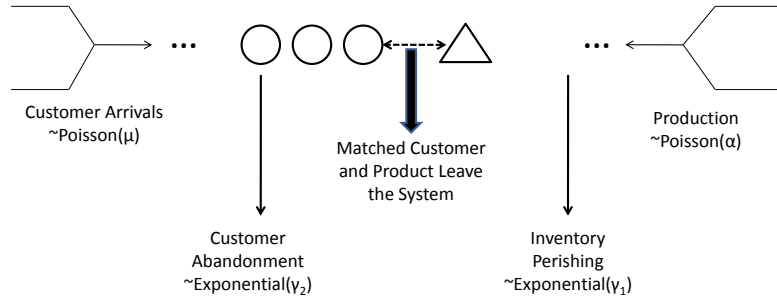 ...
...
Customer Arrivals
~Poisson(μ)
Production
~Poisson(α)
Matched Customer
and Product Leave
the System
Customer
Abandonment
~Exponential(γ₂)
Inventory
Perishing
~Exponential(γ₁)